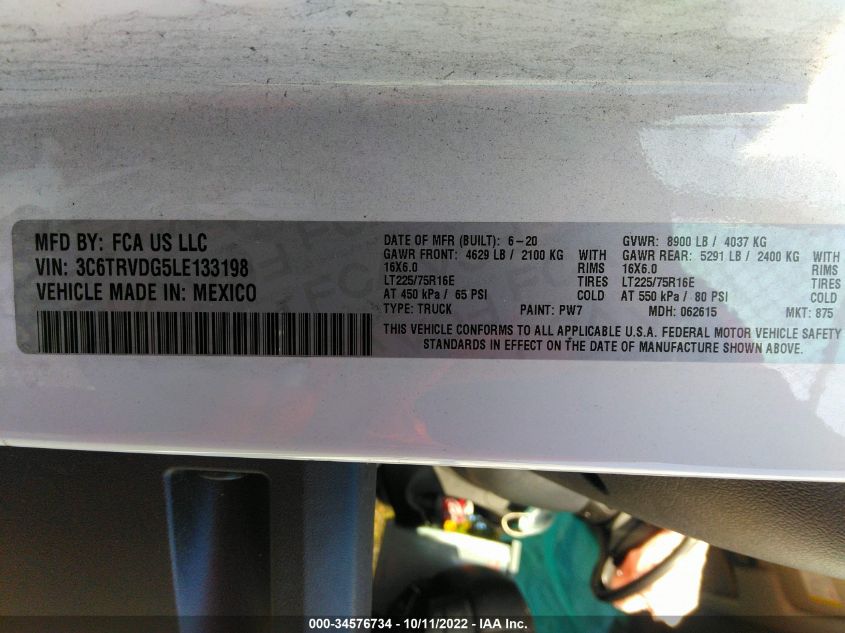 MFD BY: FCA US LLC
VIN: 3C6TRVDG5LE133198
VEHICLE MADE IN: MEXICO
DATE OF MFR (BUILT): 6-20 GVWR: 8900 LB / 4037 KG
GAWR FRONT: 4629 LB / 2100 KG WITH GAWR REAR: 5291 LB / 2400 KG WITH
16X6.0 RIMS 16X6.0 RIMS
LT225/75R16E TIRES LT225/75R16E TIRES
AT 450 kPa / 65 PSI COLD AT 550 kPa / 80 PSI COLD
TYPE: TRUCK PAINT: PW7 MDH: 062615 MKT: 875
THIS VEHICLE CONFORMS TO ALL APPLICABLE U.S.A. FEDERAL MOTOR VEHICLE SAFETY
STANDARDS IN EFFECT ON THE DATE OF MANUFACTURE SHOWN ABOVE.
000-34576734 - 10/11/2022 - IAA Inc.